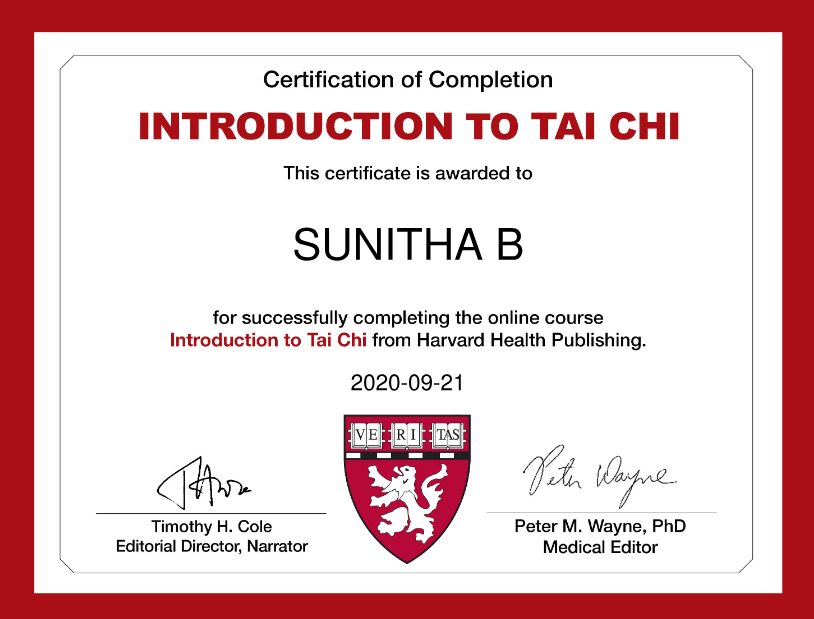 Certification of Completion
INTRODUCTION TO TAI CHI
This certificate is awarded to
SUNITHA B
for successfully completing the online course
Introduction to Tai Chi from Harvard Health Publishing.
2020-09-21
VE RI TAS
Peter Wayne
Timothy H. Cole
Editorial Director, Narrator
Peter M. Wayne, PhD
Medical Editor